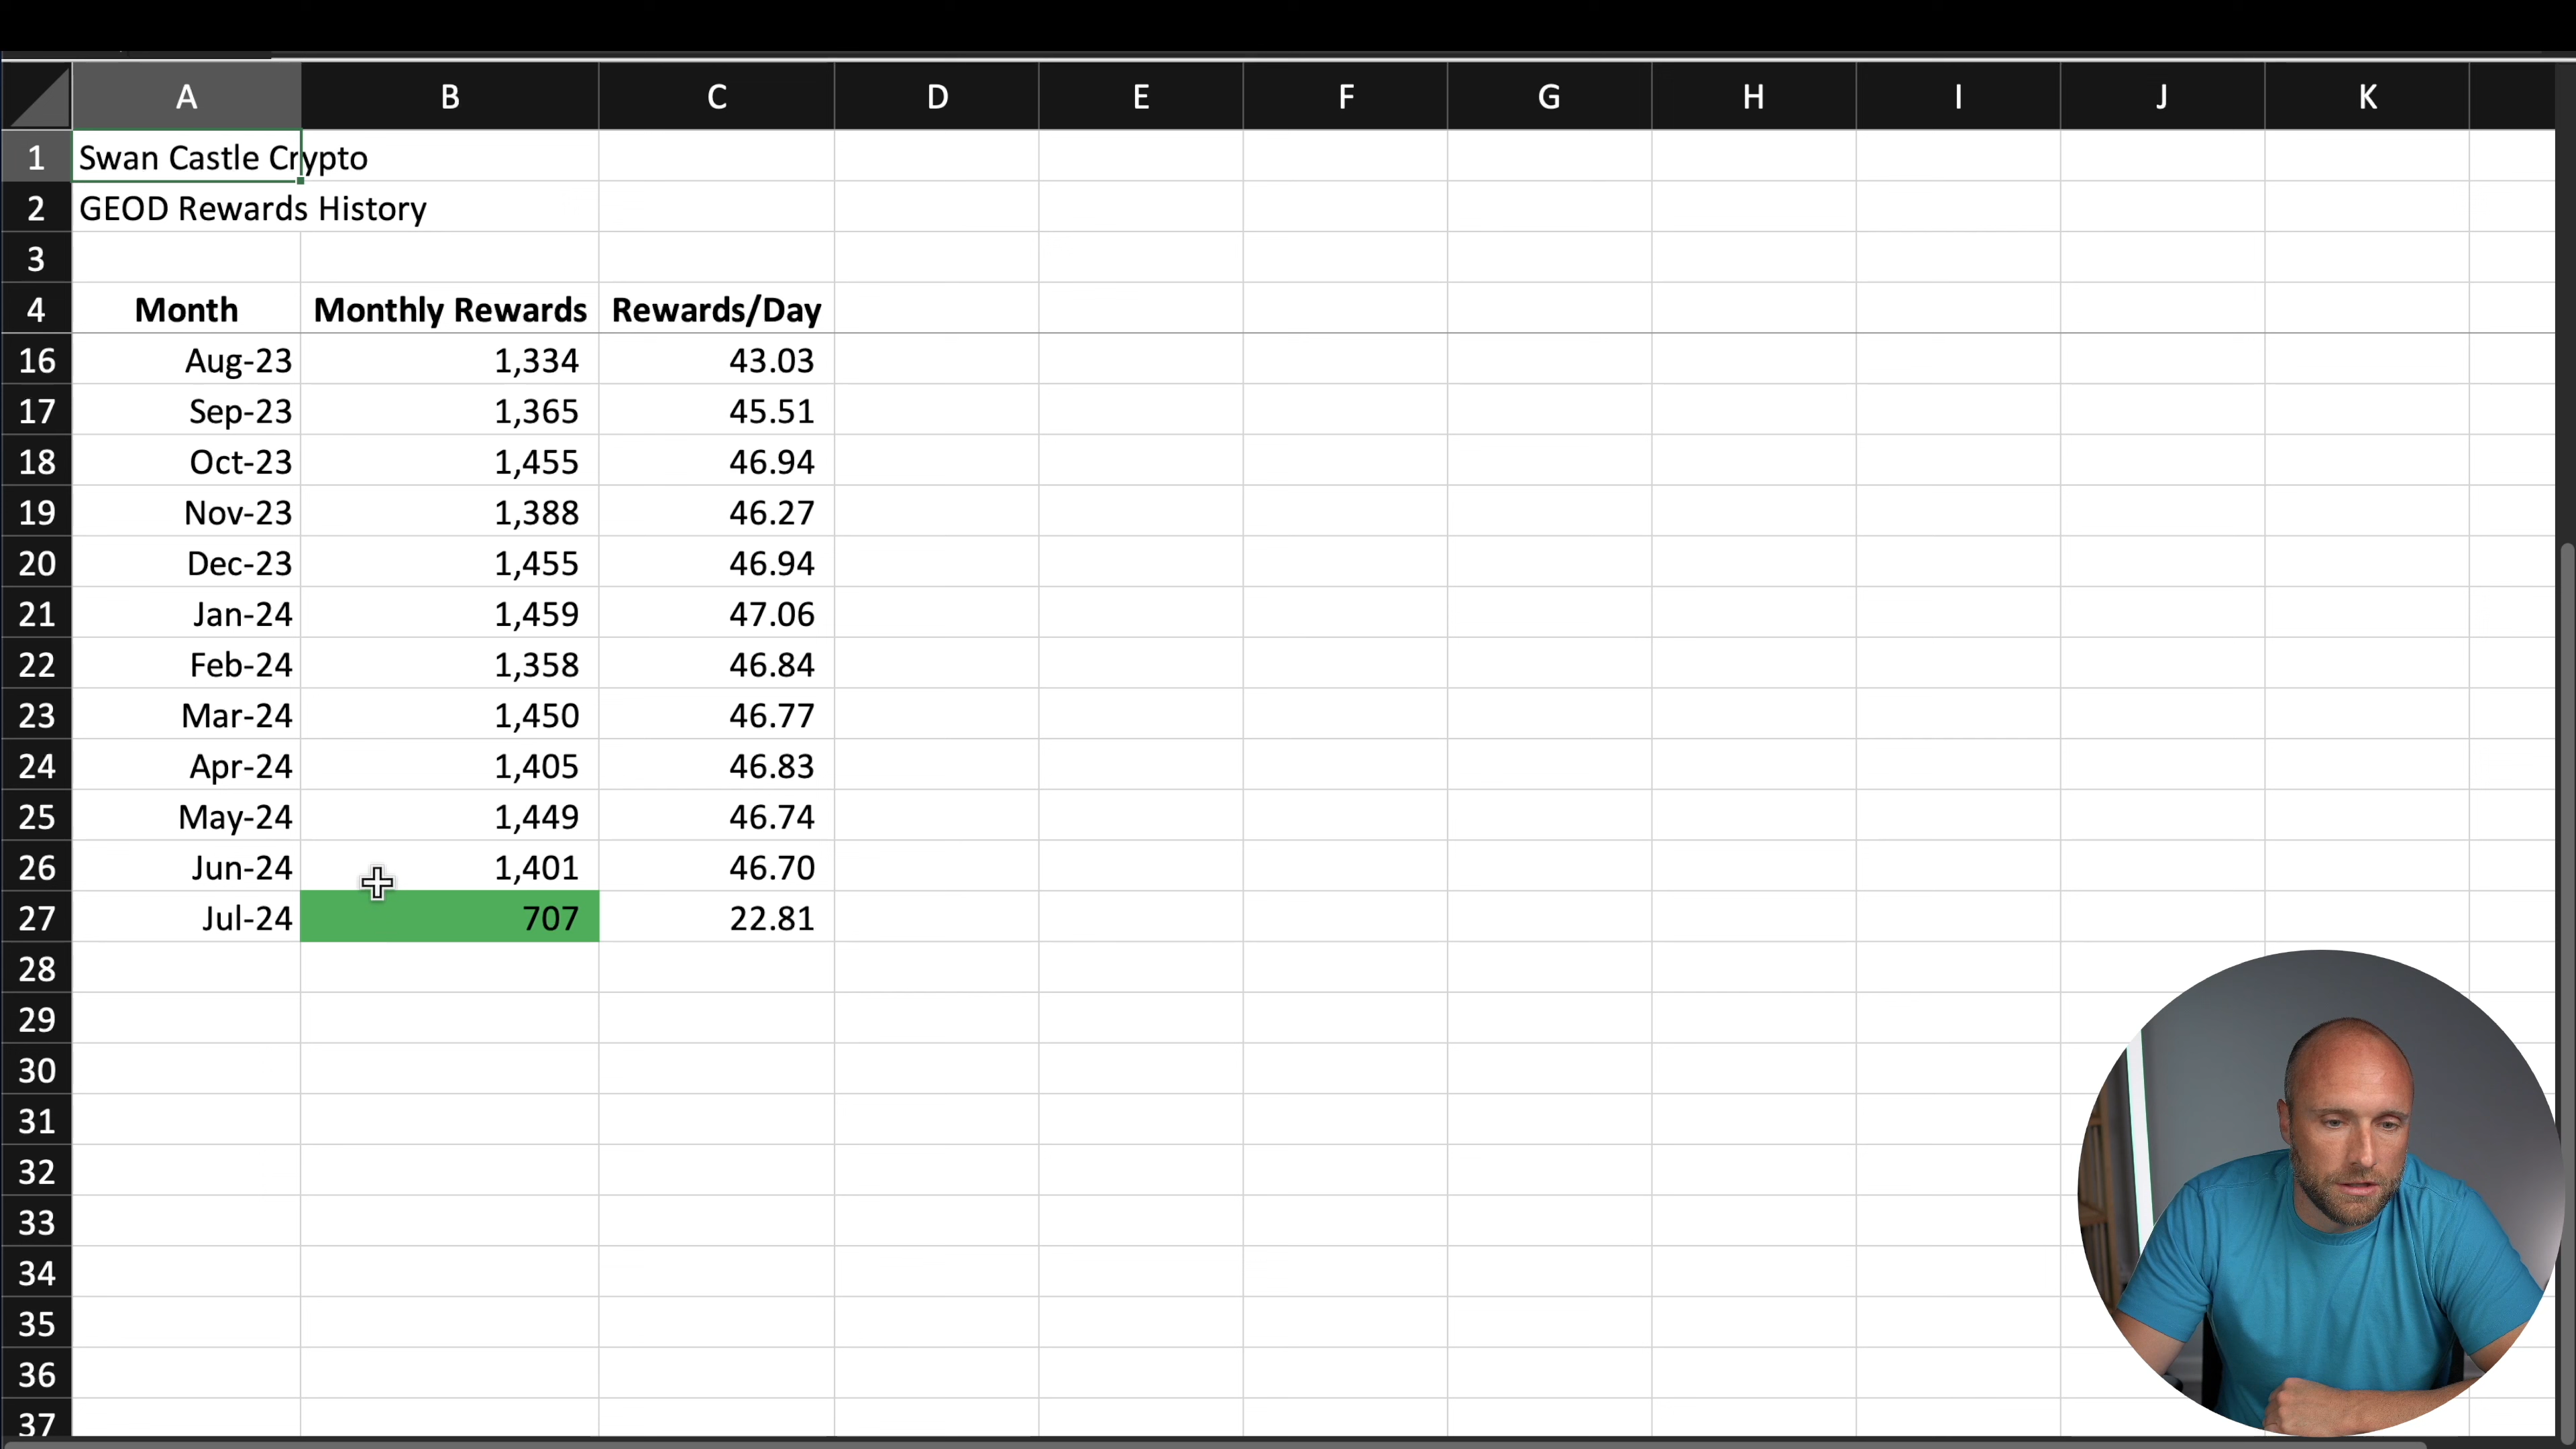 A B C D E F G H I J K
1 Swan Castle Crypto
2 GEOD Rewards History
3
4 Month Monthly Rewards Rewards/Day
16 Aug-23 1,334 43.03
17 Sep-23 1,365 45.51
18 Oct-23 1,455 46.94
19 Nov-23 1,388 46.27
20 Dec-23 1,455 46.94
21 Jan-24 1,459 47.06
22 Feb-24 1,358 46.84
23 Mar-24 1,450 46.77
24 Apr-24 1,405 46.83
25 May-24 1,449 46.74
26 Jun-24 1,401 46.70
27 Jul-24 707 22.81
28
29
30
31
32
33
34
35
36
37